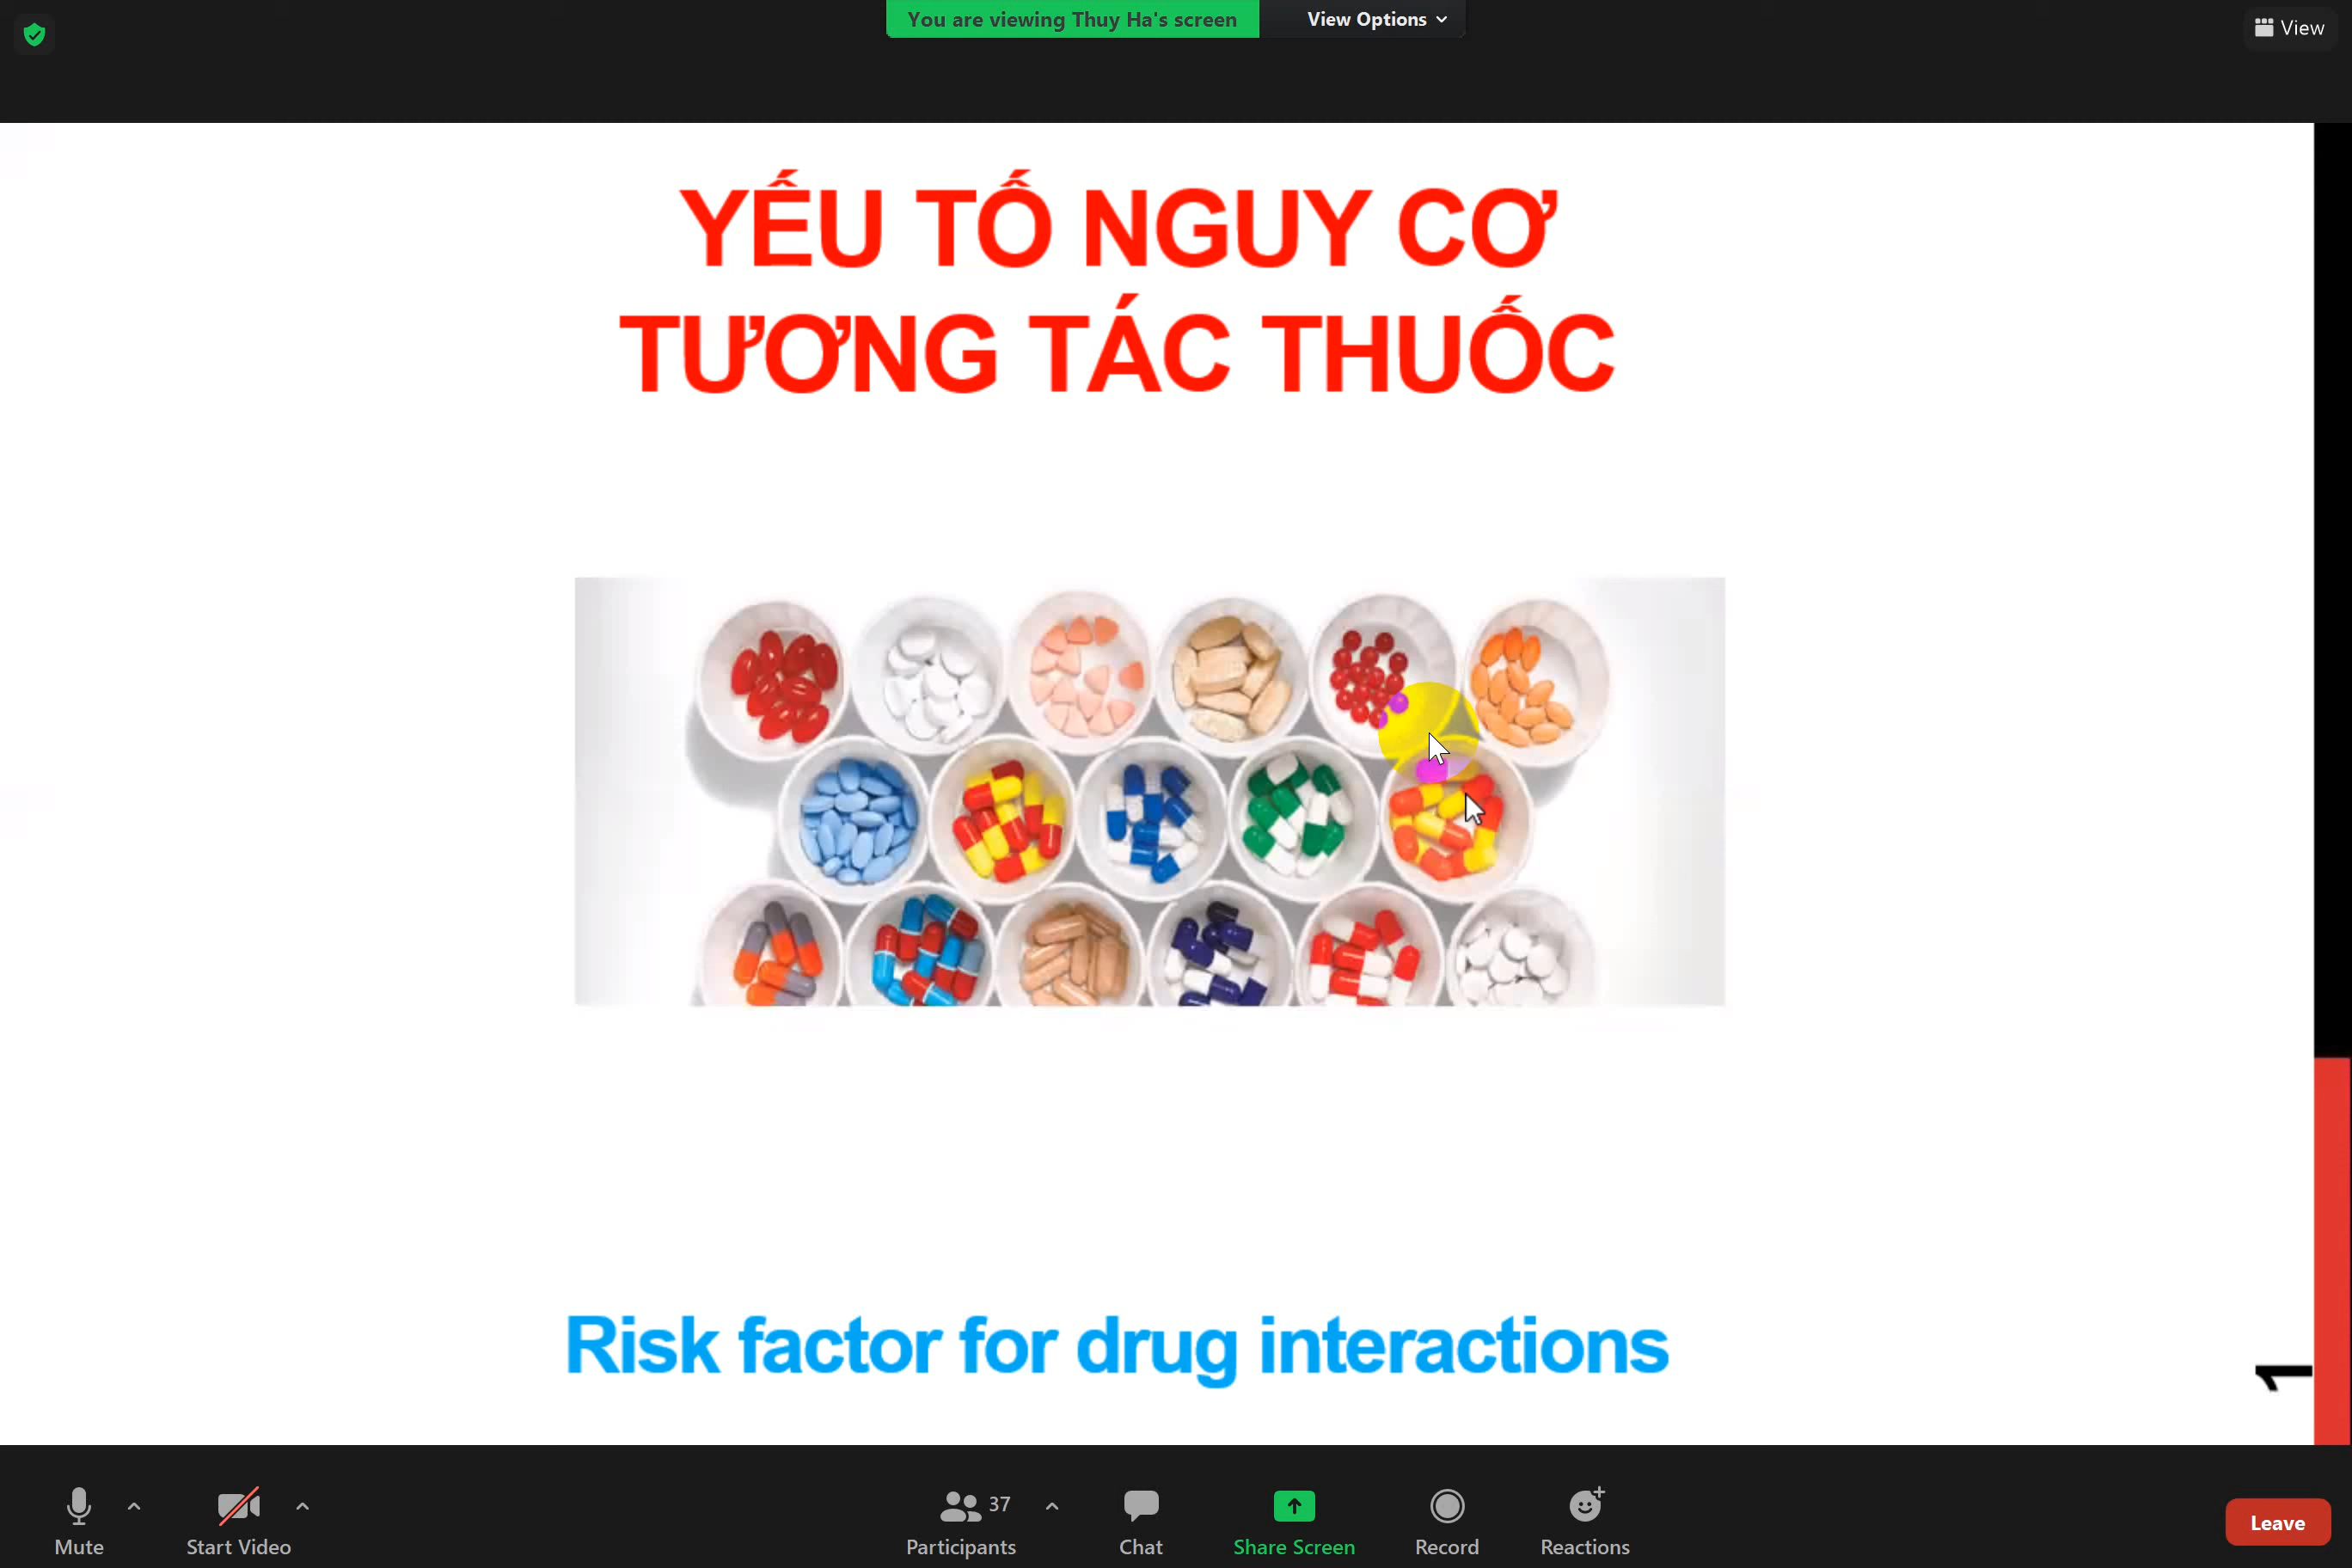 You are viewing Thuy Ha's screen
View Options
View
YẾU TỐ NGUY CƠ
TƯƠNG TÁC THUỐC
Risk factor for drug interactions
1
Mute
Start Video
37
Participants
Chat
Share Screen
Record
Reactions
Leave